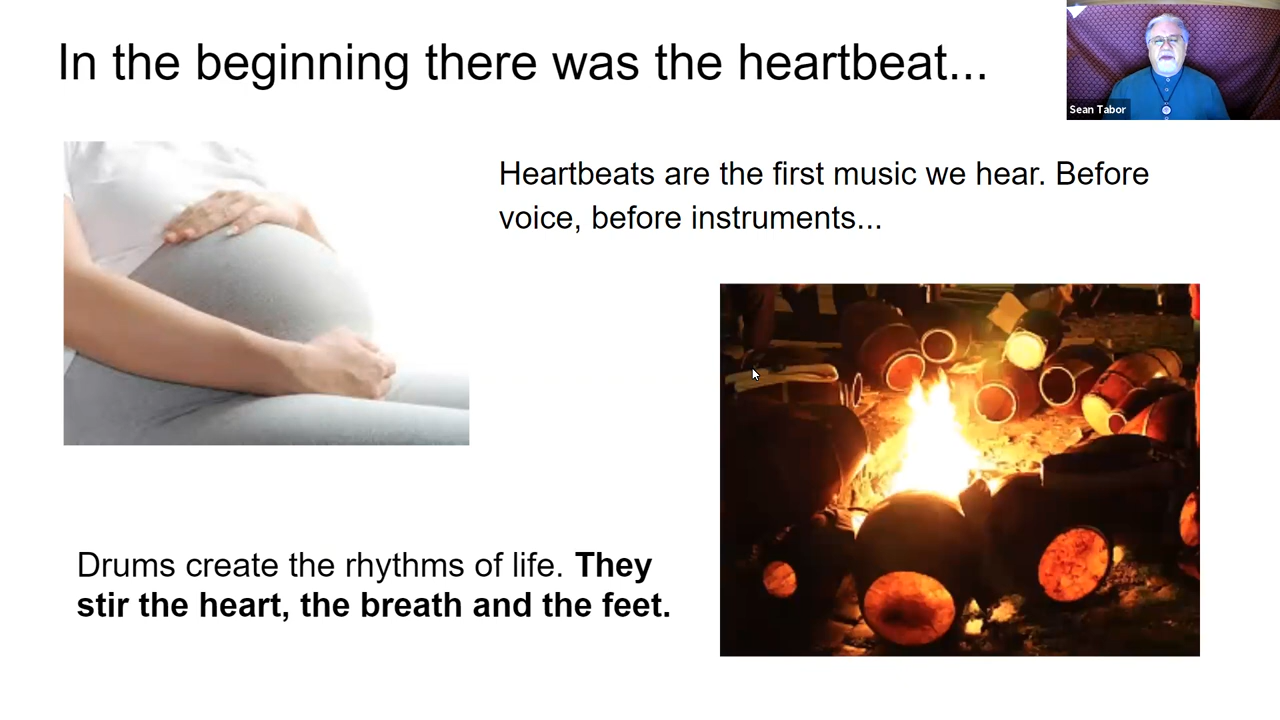 In the beginning there was the heartbeat...
Sean Tabor
Heartbeats are the first music we hear. Before
voice, before instruments...
Drums create the rhythms of life. They
stir the heart, the breath and the feet.